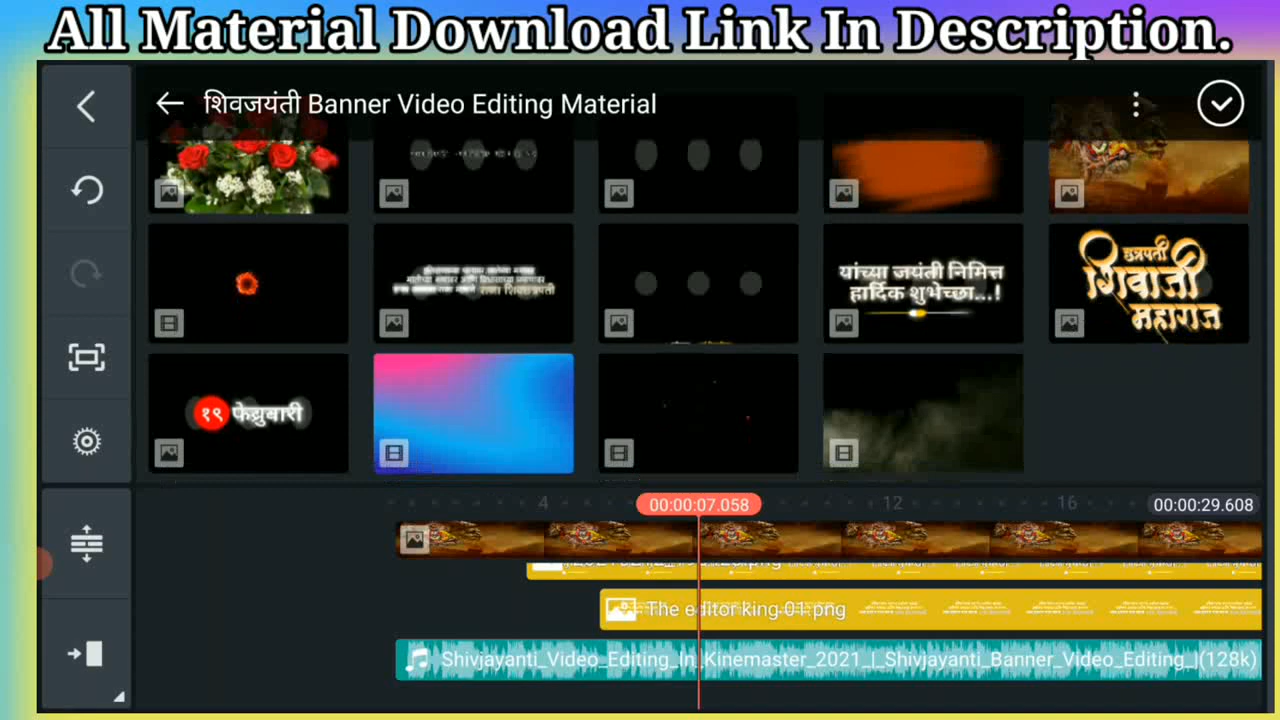 All Material Download Link In Description.
शिवजयंती Banner Video Editing Material
यांच्या जयंती निमित्त
हार्दिक शुभेच्छा...!
छत्रपती
शिवाजी
महाराज
१९ फेब्रुबारी
4
00:00:07.058
12
16
00:00:29.608
The editor king 01.png
Shivjayanti_Video_Editing_In_Kinemaster_2021_|_Shivjayanti_Banner_Video_Editing_|(128k)